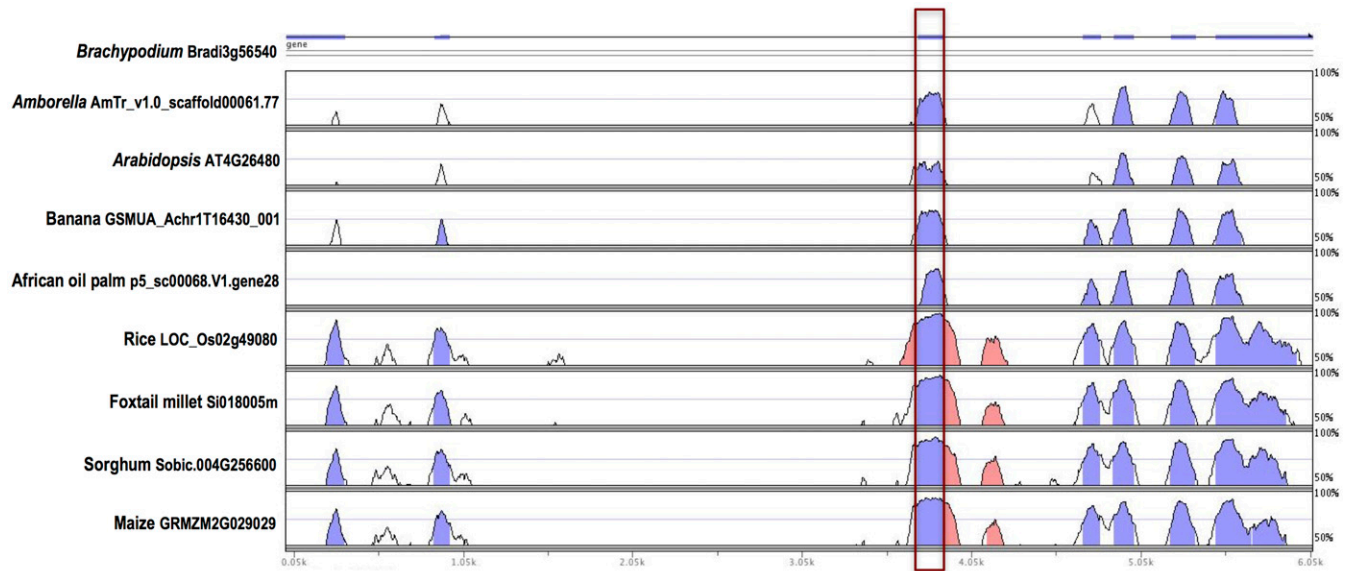 Brachypodium Bradi3g56540
gene
Amborella AmTr_v1.0_scaffold00061.77
100%
50%
Arabidopsis AT4G26480
100%
50%
Banana GSMUA_Achr1T16430_001
100%
50%
African oil palm p5_sc00068.V1.gene28
100%
50%
Rice LOC_Os02g49080
100%
50%
Foxtail millet Si018005m
100%
50%
Sorghum Sobic.004G256600
100%
50%
Maize GRMZM2G029029
100%
50%
0.05k 1.05k 2.05k 3.05k 4.05k 5.05k 6.05k